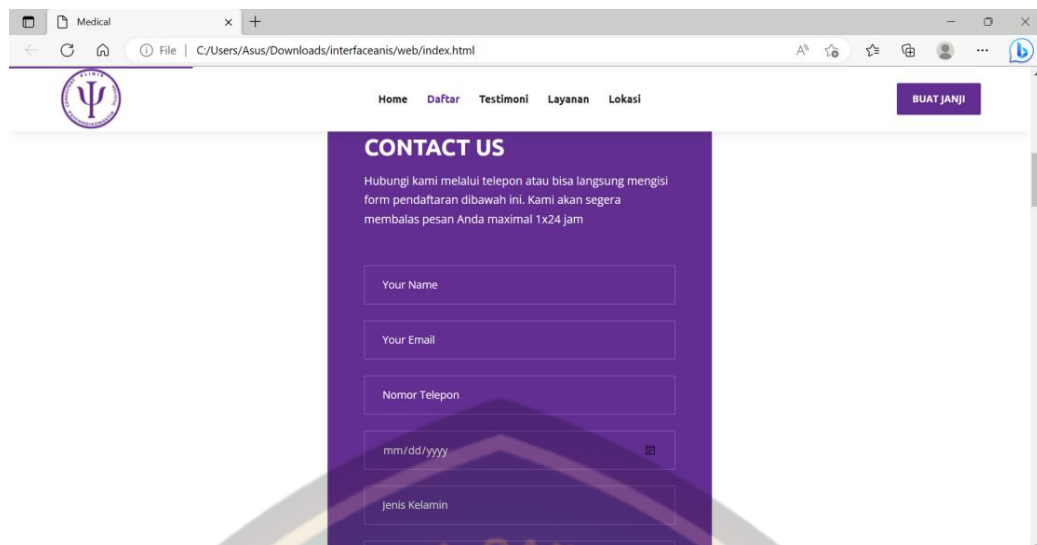 Medical
File | C:/Users/Asus/Downloads/interfaceanis/web/index.html
KLINIK
Home Daftar Testimoni Layanan Lokasi
BUAT JANJI
CONTACT US
Hubungi kami melalui telepon atau bisa langsung mengisi
form pendaftaran dibawah ini. Kami akan segera
membalas pesan Anda maximal 1x24 jam
Your Name
Your Email
Nomor Telepon
mm/dd/yyyy
Jenis Kelamin